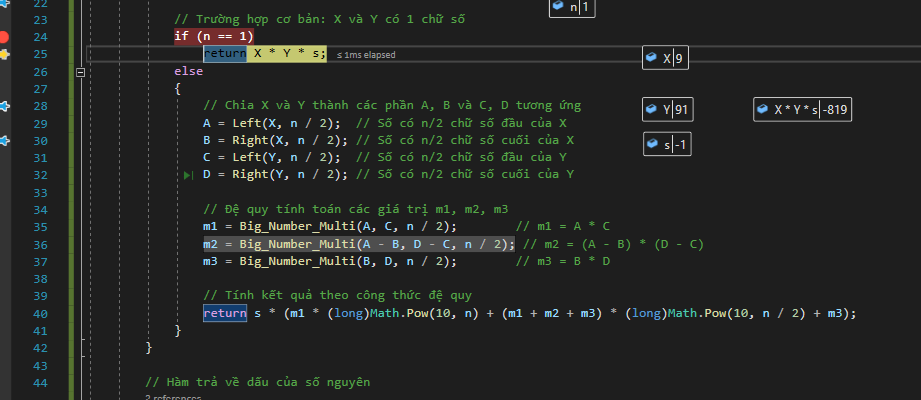 22
n 1
23 // Trường hợp cơ bản: X và Y có 1 chữ số
24 if (n == 1)
25 return X * Y * s; ≤ 1ms elapsed
X 9
26 else
27 {
28 // Chia X và Y thành các phần A, B và C, D tương ứng
Y 91
X * Y * s -819
29 A = Left(X, n / 2); // Số có n/2 chữ số đầu của X
30 B = Right(X, n / 2); // Số có n/2 chữ số cuối của X
s -1
31 C = Left(Y, n / 2); // Số có n/2 chữ số đầu của Y
32 D = Right(Y, n / 2); // Số có n/2 chữ số cuối của Y
33
34 // Đệ quy tính toán các giá trị m1, m2, m3
35 m1 = Big_Number_Multi(A, C, n / 2); // m1 = A * C
36 m2 = Big_Number_Multi(A - B, D - C, n / 2); // m2 = (A - B) * (D - C)
37 m3 = Big_Number_Multi(B, D, n / 2); // m3 = B * D
38
39 // Tính kết quả theo công thức đệ quy
40 return s * (m1 * (long)Math.Pow(10, n) + (m1 + m2 + m3) * (long)Math.Pow(10, n / 2) + m3);
41 }
42 }
43
44 // Hàm trả về dấu của số nguyên
2 references